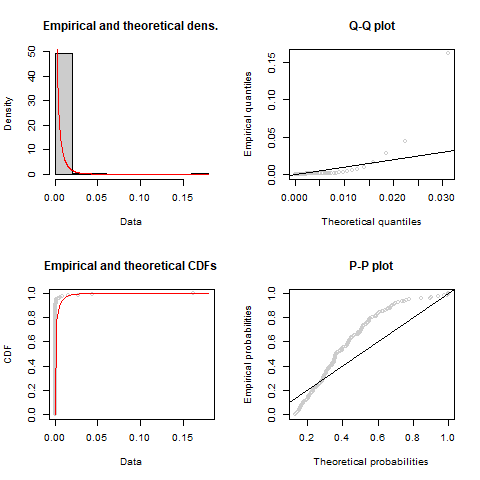 Empirical and theoretical dens.
Density
0 10 20 30 40 50
0.00 0.05 0.10 0.15
Data
Q-Q plot
Empirical quantiles
0.00 0.05 0.10 0.15
0.000 0.010 0.020 0.030
Theoretical quantiles
Empirical and theoretical CDFs
CDF
0.0 0.2 0.4 0.6 0.8 1.0
0.00 0.05 0.10 0.15
Data
P-P plot
Empirical probabilities
0.0 0.2 0.4 0.6 0.8 1.0
0.2 0.4 0.6 0.8 1.0
Theoretical probabilities